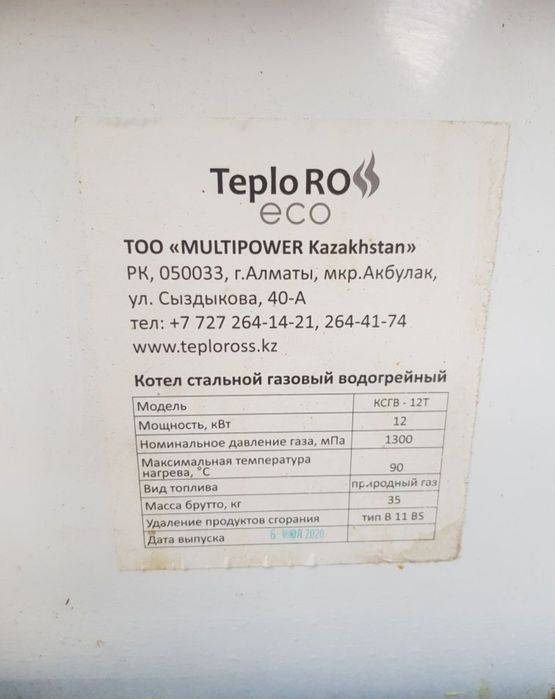 Teplo ROSS
eco
ТОО «MULTIPOWER Kazakhstan»
РК, 050033, г.Алматы, мкр.Акбулак,
ул. Сыздыкова, 40-А
тел: +7 727 264-14-21, 264-41-74
www.teploross.kz
Котел стальной газовый водогрейный
Модель КСГВ - 12Т
Мощность, кВт 12
Номинальное давление газа, мПа 1300
Максимальная температура
нагрева, °С 90
Вид топлива природный газ
Масса брутто, кг 35
Удаление продуктов сгорания тип В 11 BS
Дата выпуска 6 2020